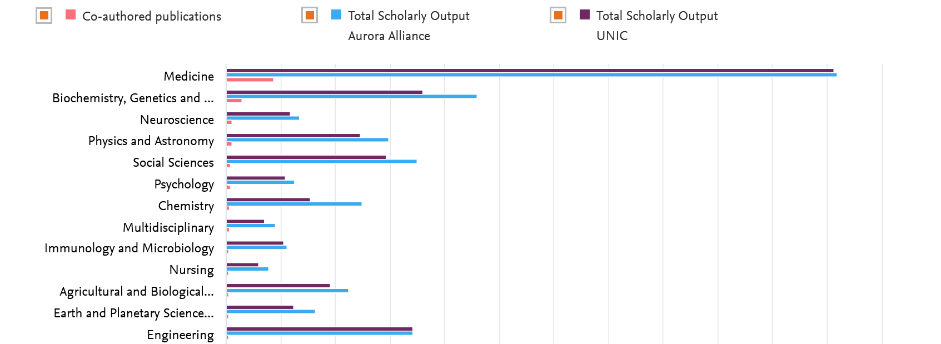 Co-authored publications
Total Scholarly Output
Aurora Alliance
Total Scholarly Output
UNIC
Medicine
Biochemistry, Genetics and ...
Neuroscience
Physics and Astronomy
Social Sciences
Psychology
Chemistry
Multidisciplinary
Immunology and Microbiology
Nursing
Agricultural and Biological...
Earth and Planetary Science...
Engineering